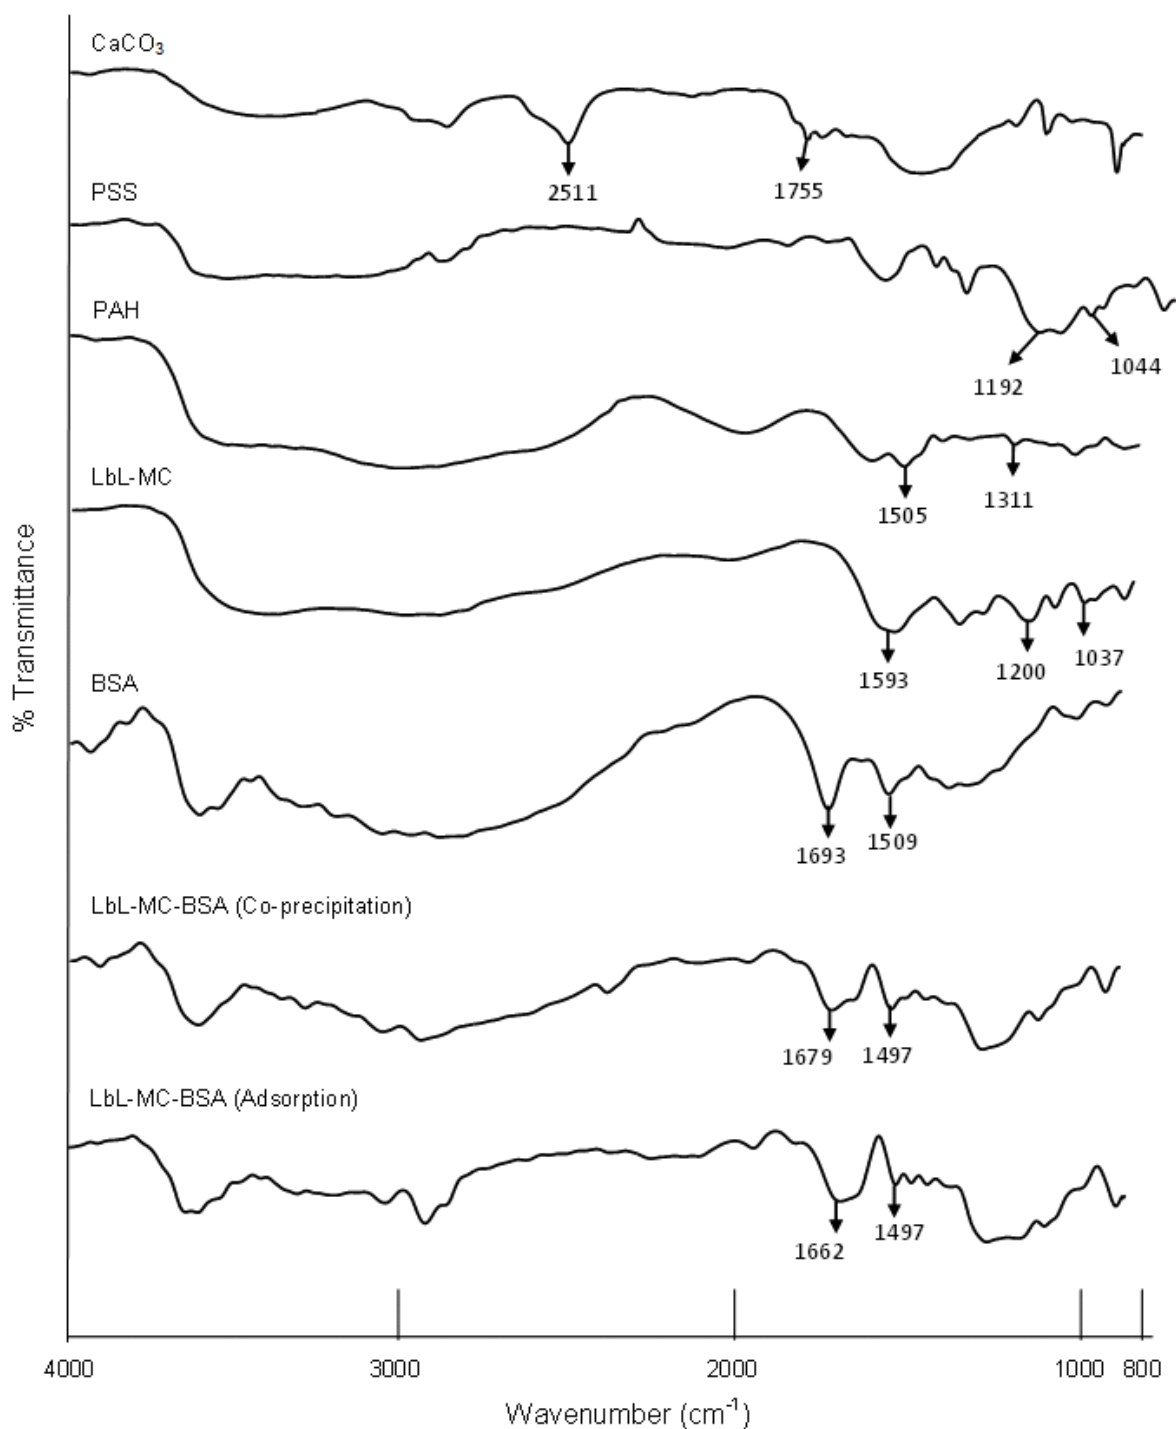 CaCO₃
2511
1755
PSS
1192
1044
PAH
1505
1311
LbL-MC
1593
1200
1037
BSA
1693
1509
LbL-MC-BSA (Co-precipitation)
1679
1497
LbL-MC-BSA (Adsorption)
1662
1497
% Transmittance
4000
3000
2000
1000
800
Wavenumber (cm⁻¹)